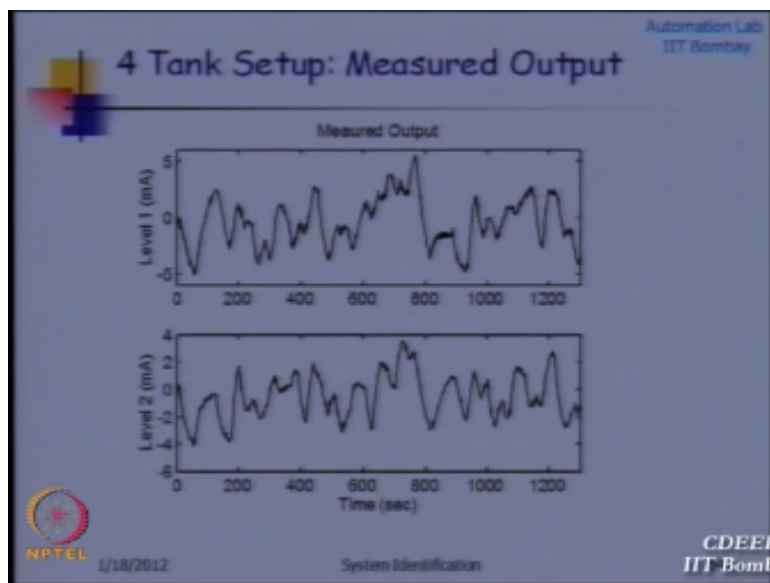 Automation Lab
IIT Bombay
4 Tank Setup: Measured Output
Measured Output
Level 1 (mA)
5
0
-5
0 200 400 600 800 1000 1200
Level 2 (mA)
4
2
0
-2
-4
-6
0 200 400 600 800 1000 1200
Time (sec)
NPTEL
1/18/2012
System Identification
CDEEP
IIT Bomb